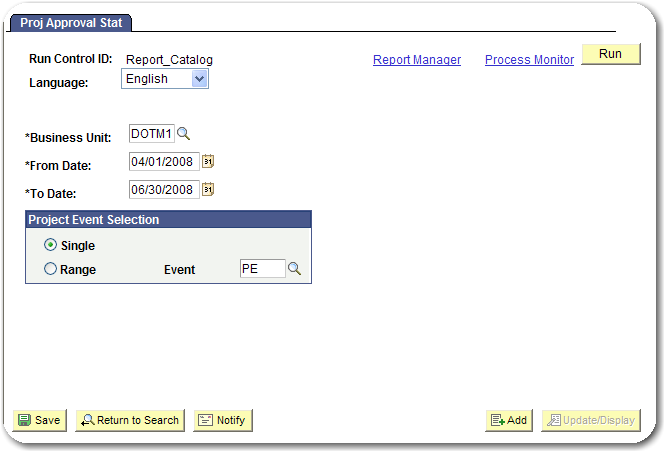 Proj Approval Stat
Run Control ID: Report_Catalog Report Manager Process Monitor Run
Language: English
*Business Unit: DOTM1
*From Date: 04/01/2008 31
*To Date: 06/30/2008 31
Project Event Selection
Single
Range Event PE
Save Return to Search Notify Add Update/Display